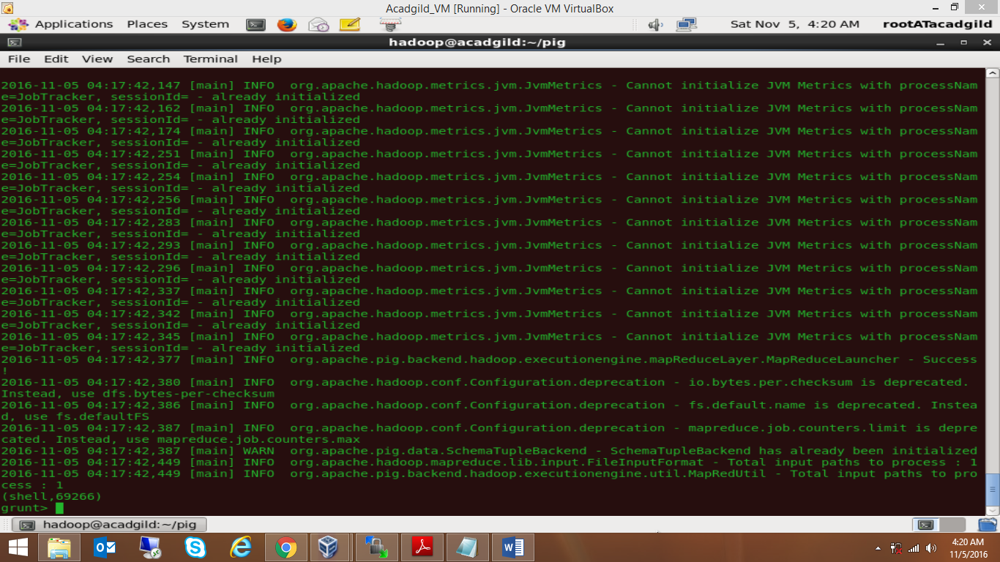 Acadgild_VM [Running] - Oracle VM VirtualBox
Applications Places System Sat Nov 5, 4:20 AM rootATacadgild
hadoop@acadgild:~/pig
File Edit View Search Terminal Help
2016-11-05 04:17:42,147 [main] INFO  org.apache.hadoop.metrics.jvm.JvmMetrics - Cannot initialize JVM Metrics with processNam
e=JobTracker, sessionId= - already initialized
2016-11-05 04:17:42,162 [main] INFO  org.apache.hadoop.metrics.jvm.JvmMetrics - Cannot initialize JVM Metrics with processNam
e=JobTracker, sessionId= - already initialized
2016-11-05 04:17:42,174 [main] INFO  org.apache.hadoop.metrics.jvm.JvmMetrics - Cannot initialize JVM Metrics with processNam
e=JobTracker, sessionId= - already initialized
2016-11-05 04:17:42,251 [main] INFO  org.apache.hadoop.metrics.jvm.JvmMetrics - Cannot initialize JVM Metrics with processNam
e=JobTracker, sessionId= - already initialized
2016-11-05 04:17:42,254 [main] INFO  org.apache.hadoop.metrics.jvm.JvmMetrics - Cannot initialize JVM Metrics with processNam
e=JobTracker, sessionId= - already initialized
2016-11-05 04:17:42,256 [main] INFO  org.apache.hadoop.metrics.jvm.JvmMetrics - Cannot initialize JVM Metrics with processNam
e=JobTracker, sessionId= - already initialized
2016-11-05 04:17:42,283 [main] INFO  org.apache.hadoop.metrics.jvm.JvmMetrics - Cannot initialize JVM Metrics with processNam
e=JobTracker, sessionId= - already initialized
2016-11-05 04:17:42,293 [main] INFO  org.apache.hadoop.metrics.jvm.JvmMetrics - Cannot initialize JVM Metrics with processNam
e=JobTracker, sessionId= - already initialized
2016-11-05 04:17:42,296 [main] INFO  org.apache.hadoop.metrics.jvm.JvmMetrics - Cannot initialize JVM Metrics with processNam
e=JobTracker, sessionId= - already initialized
2016-11-05 04:17:42,337 [main] INFO  org.apache.hadoop.metrics.jvm.JvmMetrics - Cannot initialize JVM Metrics with processNam
e=JobTracker, sessionId= - already initialized
2016-11-05 04:17:42,342 [main] INFO  org.apache.hadoop.metrics.jvm.JvmMetrics - Cannot initialize JVM Metrics with processNam
e=JobTracker, sessionId= - already initialized
2016-11-05 04:17:42,345 [main] INFO  org.apache.hadoop.metrics.jvm.JvmMetrics - Cannot initialize JVM Metrics with processNam
e=JobTracker, sessionId= - already initialized
2016-11-05 04:17:42,377 [main] INFO  org.apache.pig.backend.hadoop.executionengine.mapReduceLayer.MapReduceLauncher - Success
!
2016-11-05 04:17:42,380 [main] INFO  org.apache.hadoop.conf.Configuration.deprecation - io.bytes.per.checksum is deprecated.
Instead, use dfs.bytes-per-checksum
2016-11-05 04:17:42,386 [main] INFO  org.apache.hadoop.conf.Configuration.deprecation - fs.default.name is deprecated. Instea
d, use fs.defaultFS
2016-11-05 04:17:42,387 [main] INFO  org.apache.hadoop.conf.Configuration.deprecation - mapreduce.job.counters.limit is depre
cated. Instead, use mapreduce.job.counters.max
2016-11-05 04:17:42,387 [main] WARN  org.apache.pig.data.SchemaTupleBackend - SchemaTupleBackend has already been initialized
2016-11-05 04:17:42,449 [main] INFO  org.apache.hadoop.mapreduce.lib.input.FileInputFormat - Total input paths to process : 1
2016-11-05 04:17:42,449 [main] INFO  org.apache.pig.backend.hadoop.executionengine.util.MapRedUtil - Total input paths to pro
cess : 1
(shell,69266)
grunt>
hadoop@acadgild:~/pig
4:20 AM
11/5/2016